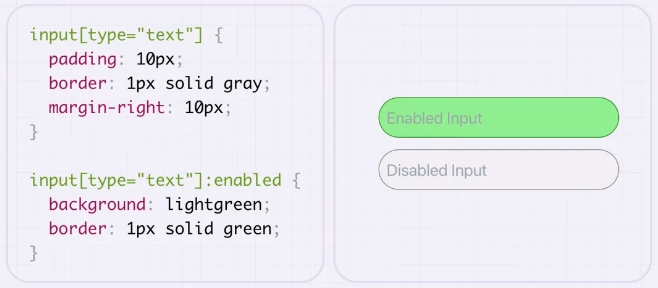 input[type="text"] {
  padding: 10px;
  border: 1px solid gray;
  margin-right: 10px;
}
input[type="text"]:enabled {
  background: lightgreen;
  border: 1px solid green;
}
Enabled Input
Disabled Input